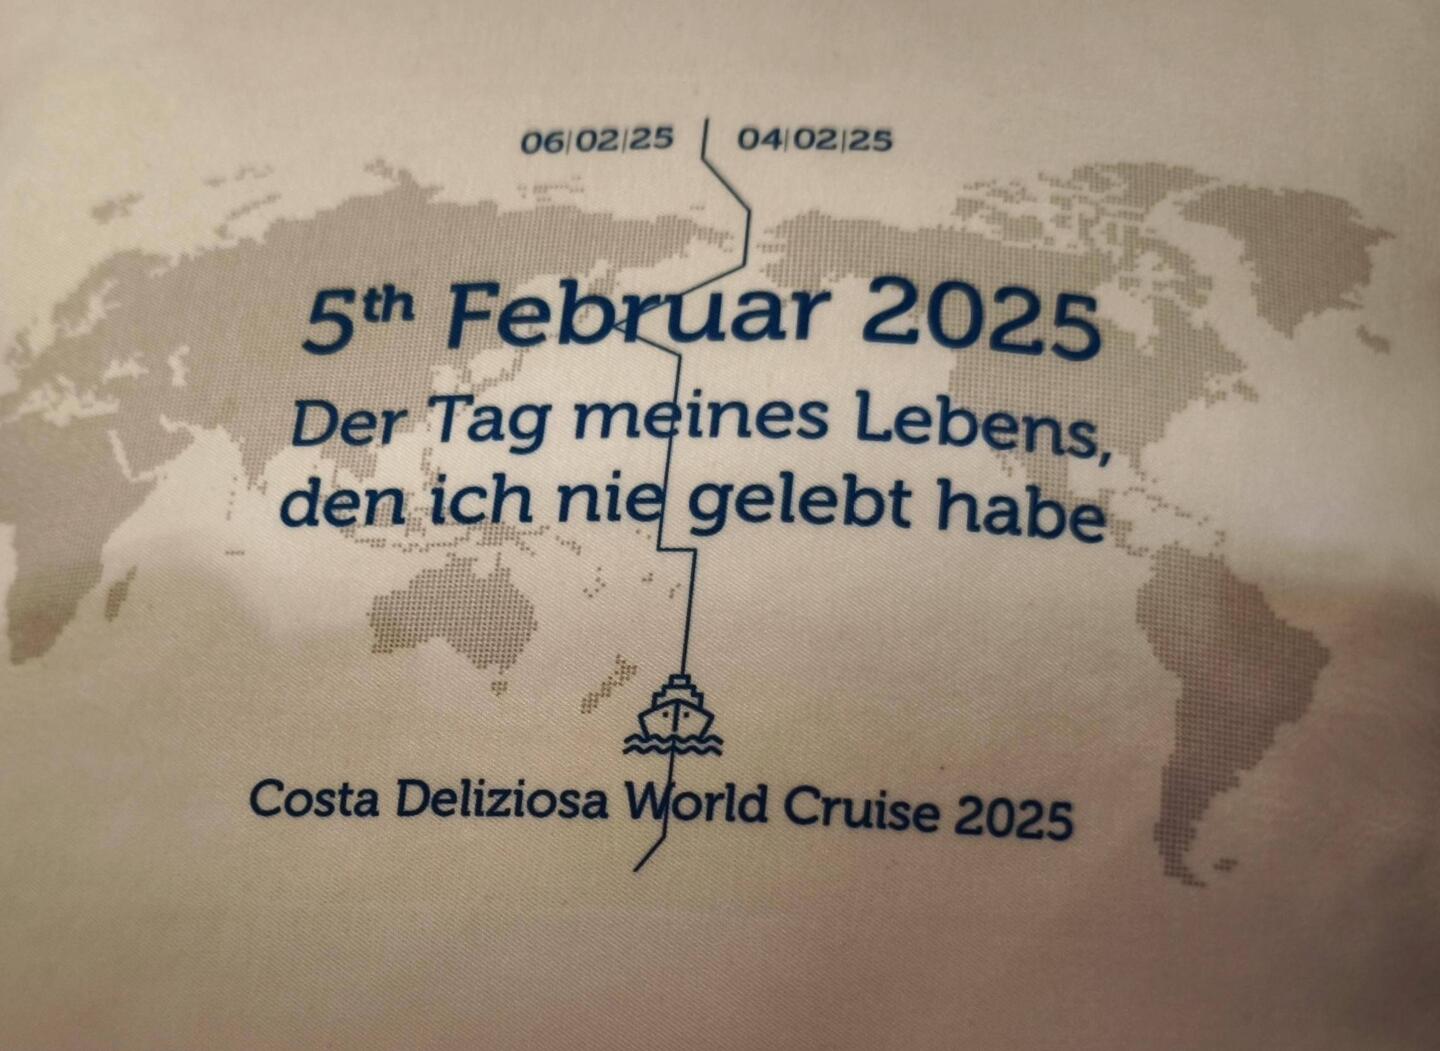 06|02|25 04|02|25
5th Februar 2025
Der Tag meines Lebens,
den ich nie gelebt habe
Costa Deliziosa World Cruise 2025